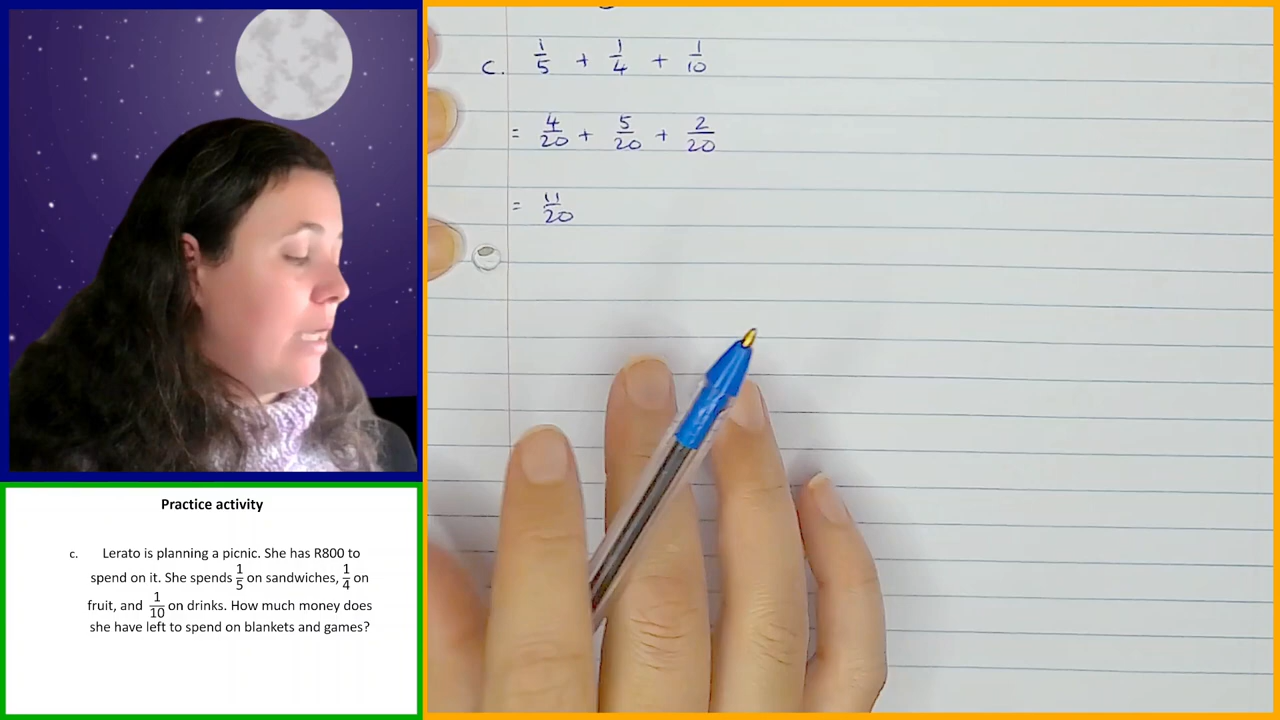 c. 1/5 + 1/4 + 1/10
= 4/20 + 5/20 + 2/20
= 11/20
Practice activity
c. Lerato is planning a picnic. She has R800 to
spend on it. She spends 1/5 on sandwiches, 1/4 on
fruit, and 1/10 on drinks. How much money does
she have left to spend on blankets and games?